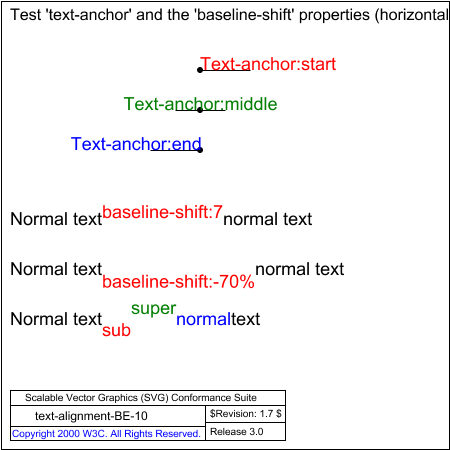 Test 'text-anchor' and the 'baseline-shift' properties (horizontal
Text-anchor:start
Text-anchor:middle
Text-anchor:end
Normal text baseline-shift:7 normal text
Normal text baseline-shift:-70% normal text
Normal text sub super normal text
Scalable Vector Graphics (SVG) Conformance Suite
text-alignment-BE-10
$Revision: 1.7 $
Copyright 2000 W3C. All Rights Reserved.
Release 3.0